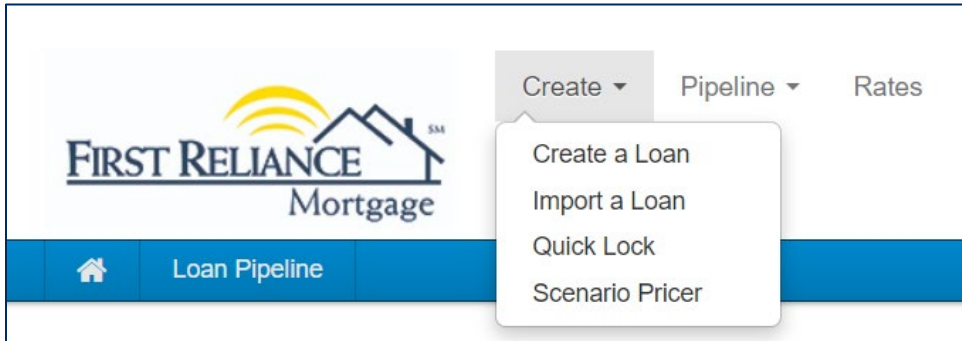 FIRST RELIANCE
SM
Mortgage
Create
Pipeline
Rates
Create a Loan
Import a Loan
Quick Lock
Scenario Pricer
Loan Pipeline